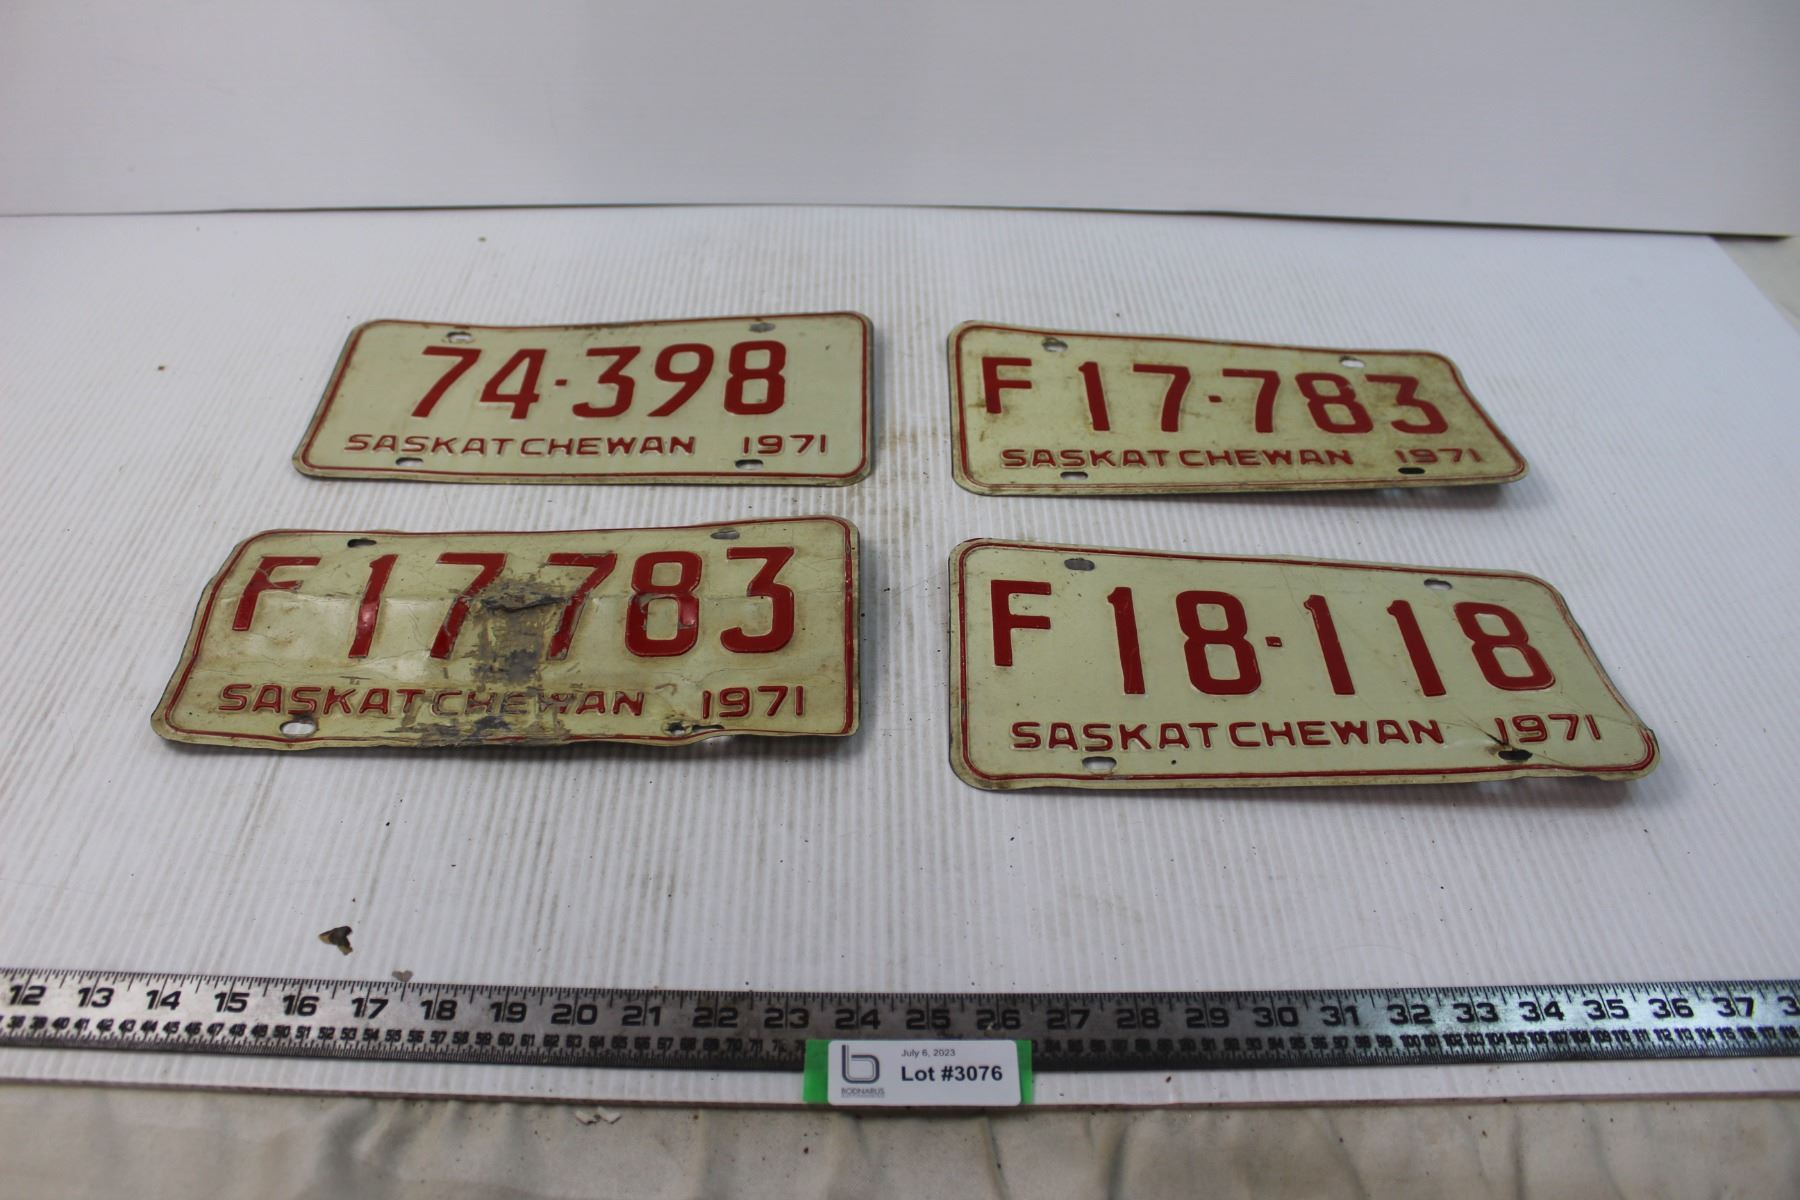 74-398
SASKATCHEWAN 1971
F 17-783
SASKATCHEWAN 1971
F 17 783
SASKATCHEWAN 1971
F 18-118
SASKATCHEWAN 1971
12 13 14 15 16 17 18 19 20 21 22 23 24 25 26 27 28 29 30 31 32 33 34 35 36 37
July 6, 2023
Lot #3076
BODNARUS